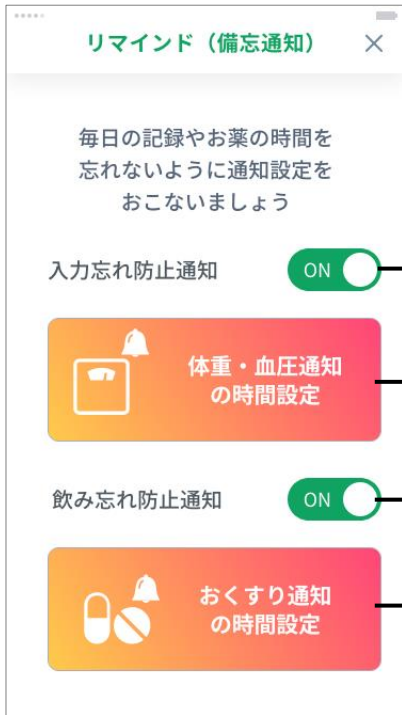 リマインド（備忘通知）
毎日の記録やお薬の時間を
忘れないように通知設定を
おこないましょう
入力忘れ防止通知
ON
体重・血圧通知
の時間設定
飲み忘れ防止通知
ON
おくすり通知
の時間設定